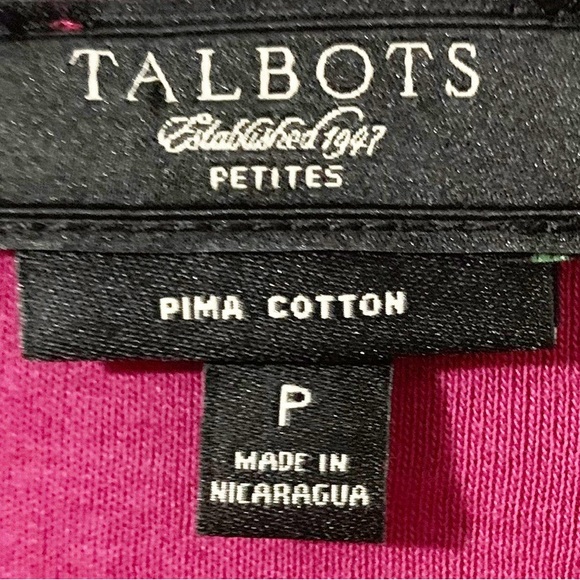 TALBOTS
Established 1947
PETITES
PIMA COTTON
P
MADE IN
NICARAGUA